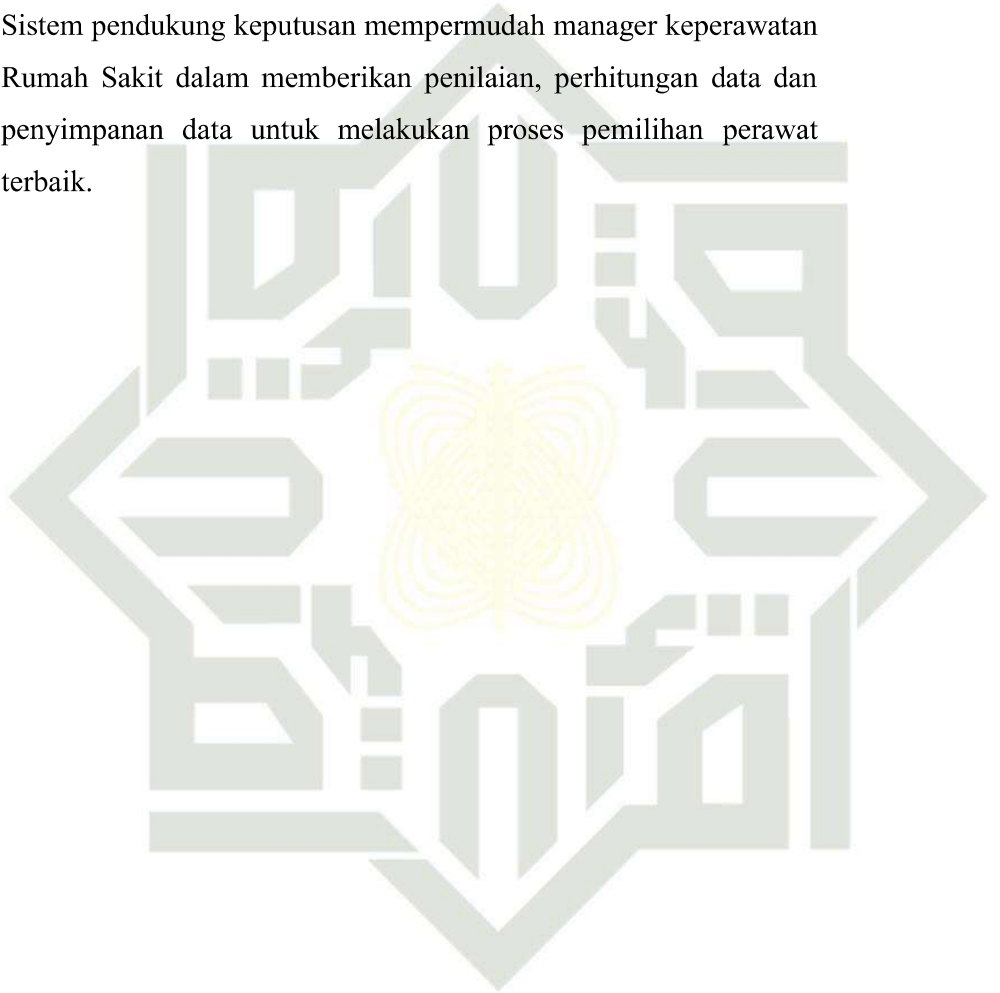 Sistem pendukung keputusan mempermudah manager keperawatan
Rumah Sakit dalam memberikan penilaian, perhitungan data dan
penyimpanan data untuk melakukan proses pemilihan perawat
terbaik.